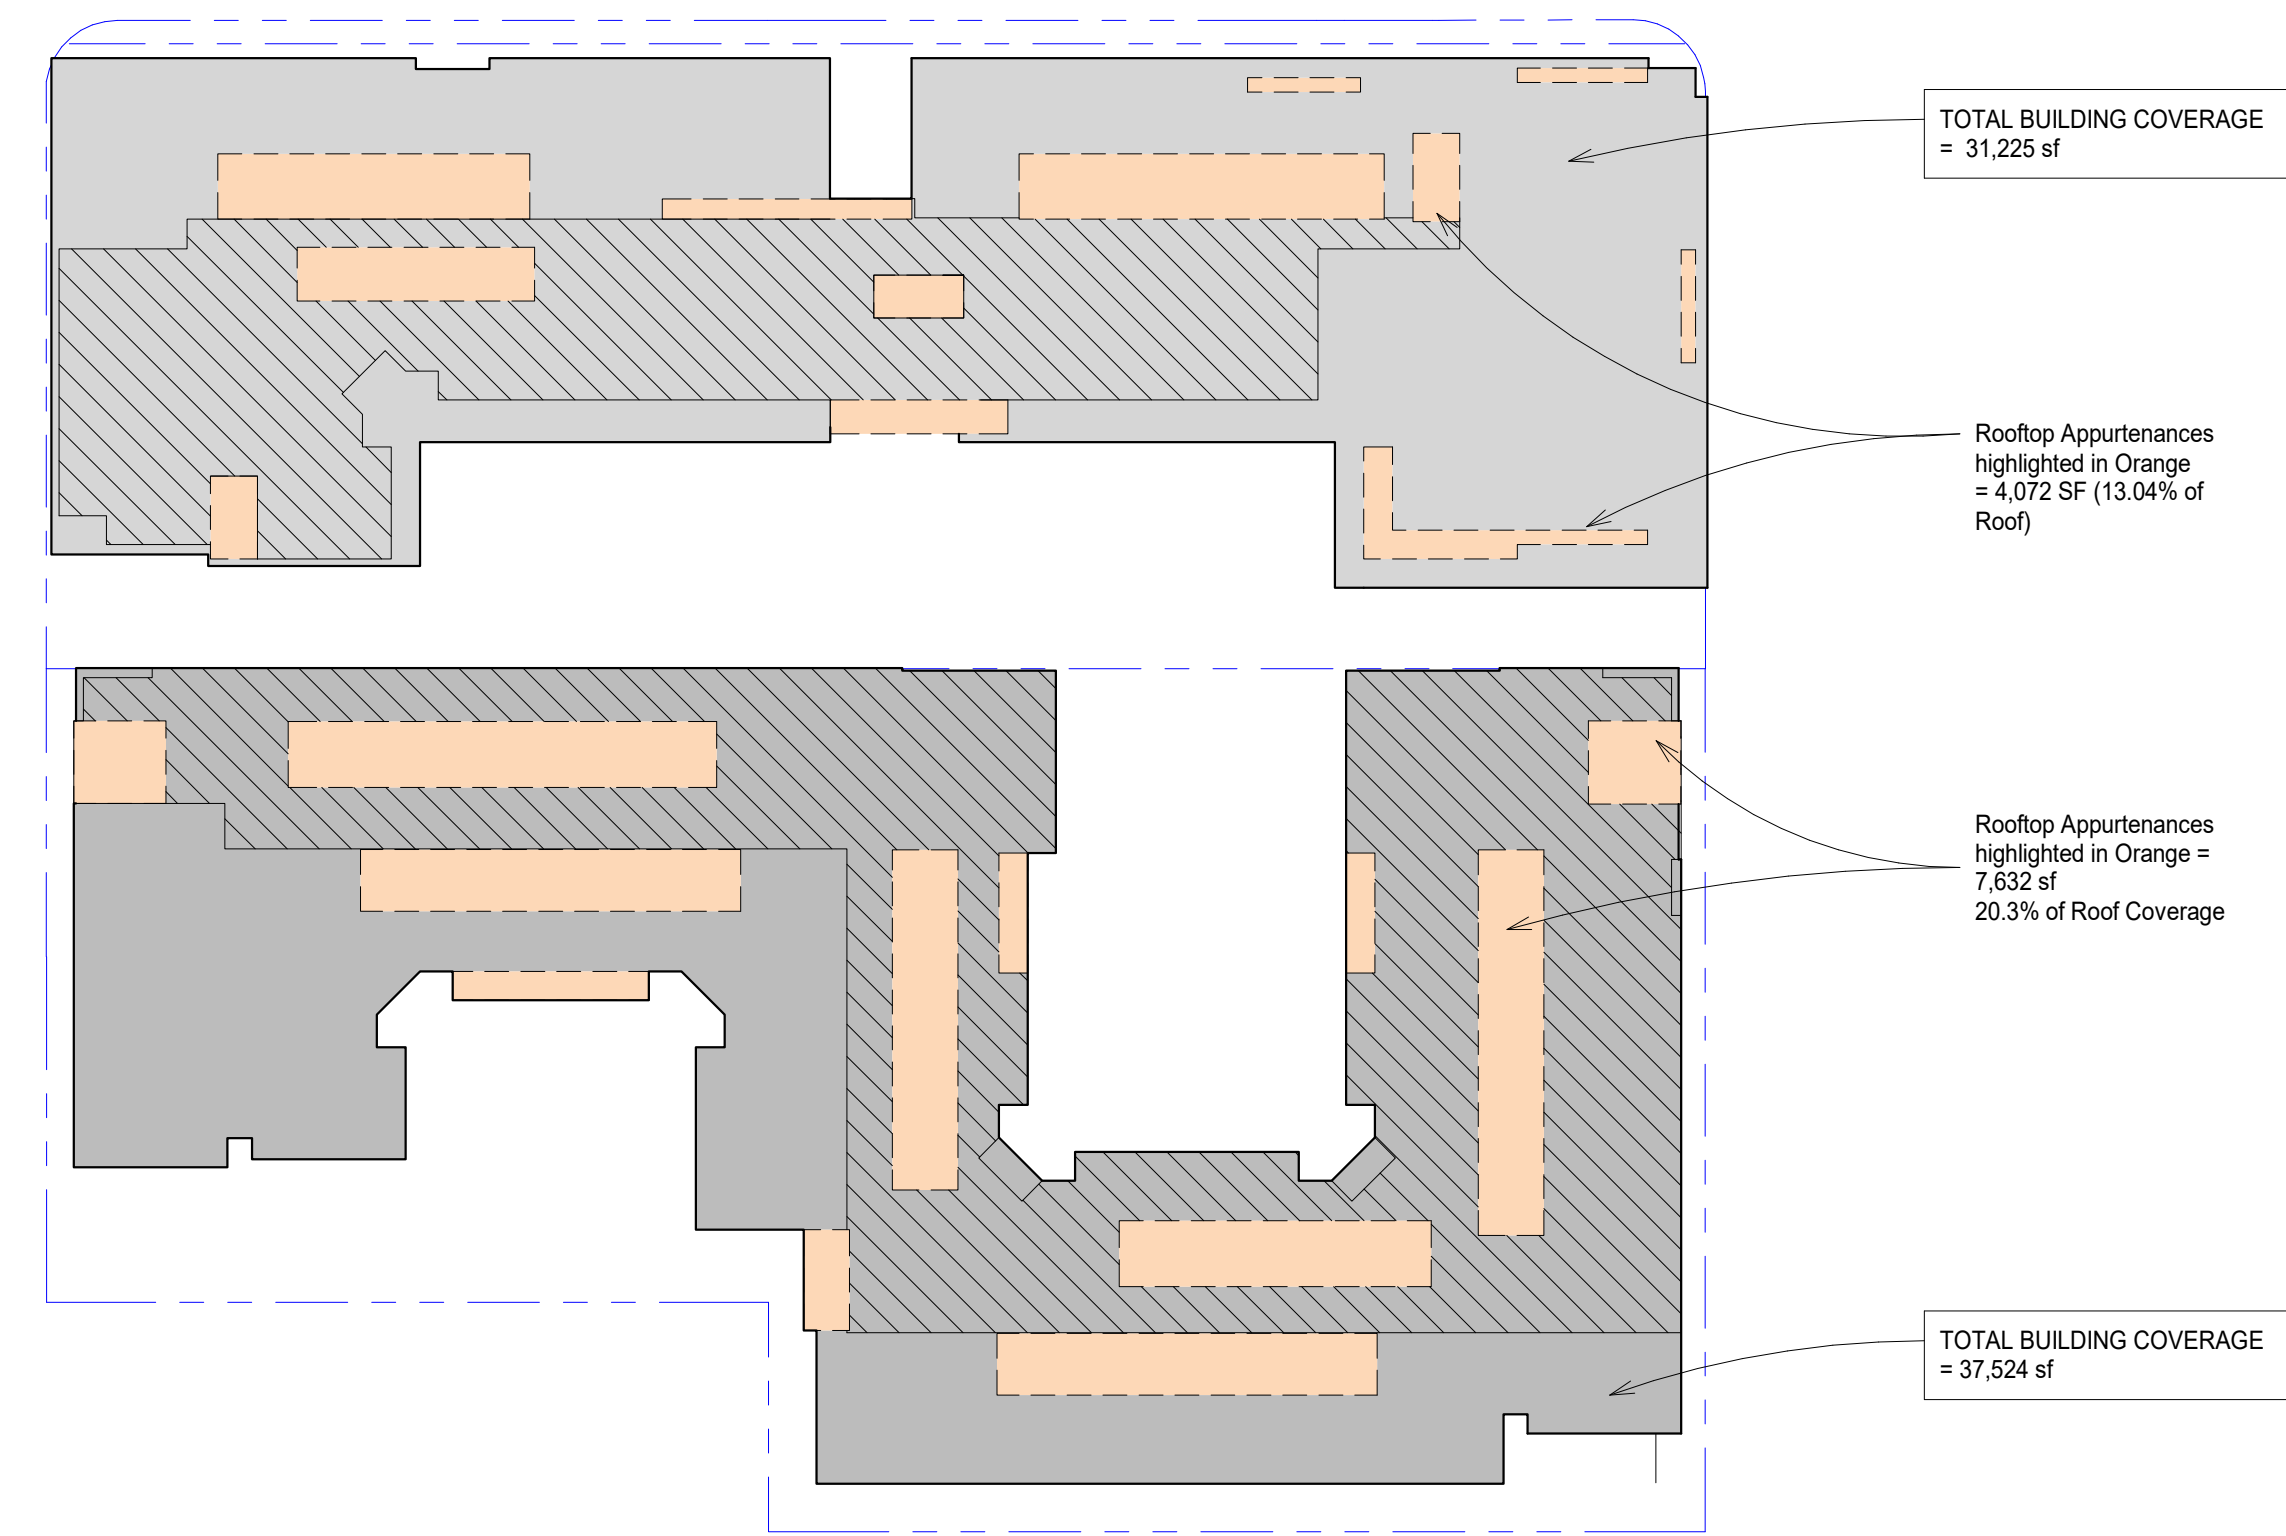 TOTAL BUILDING COVERAGE
= 31,225 sf
Rooftop Appurtenances
highlighted in Orange
= 4,072 SF (13.04% of
Roof)
Rooftop Appurtenances
highlighted in Orange =
7,632 sf
20.3% of Roof Coverage
TOTAL BUILDING COVERAGE
= 37,524 sf